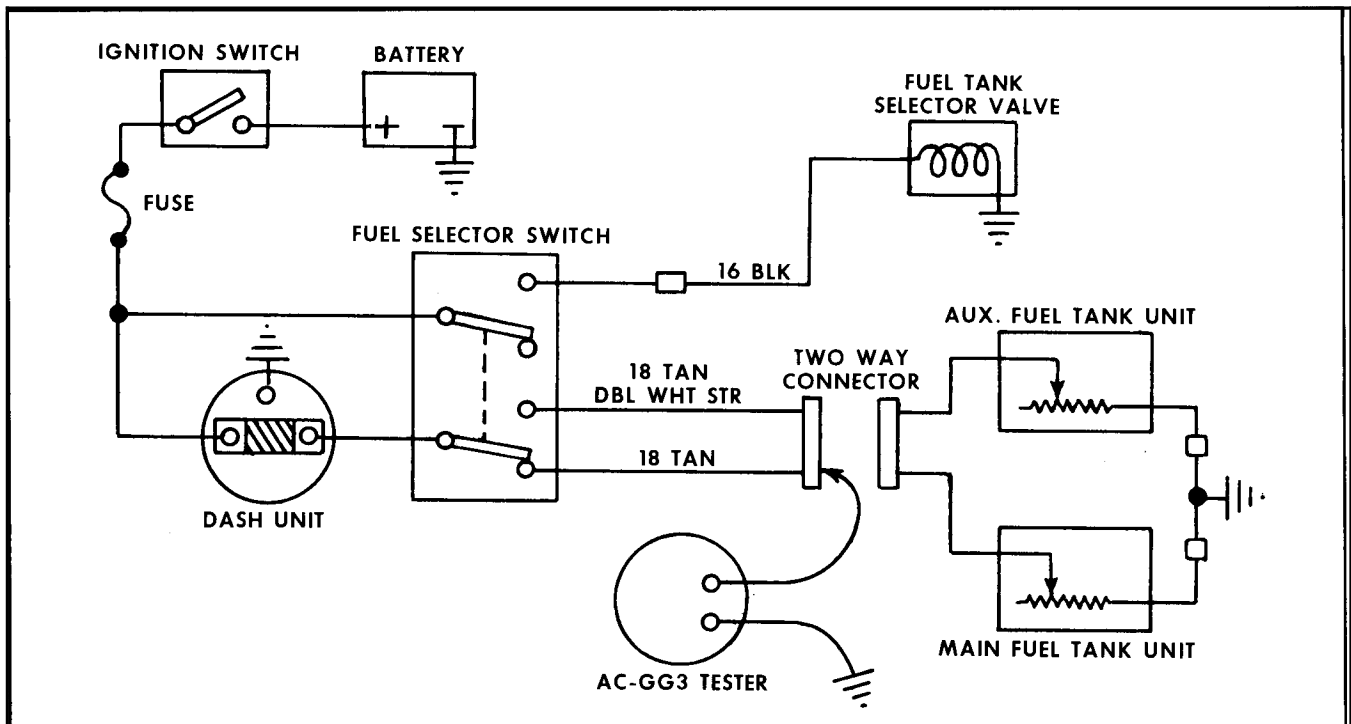 IGNITION SWITCH
BATTERY
FUEL TANK
SELECTOR VALVE
FUSE
FUEL SELECTOR SWITCH
16 BLK
AUX. FUEL TANK UNIT
TWO WAY
CONNECTOR
18 TAN
DBL WHT STR
18 TAN
DASH UNIT
MAIN FUEL TANK UNIT
AC-GG3 TESTER